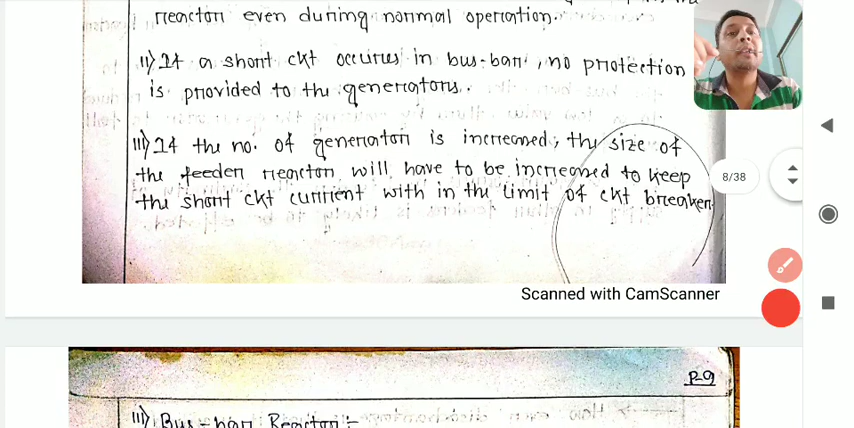 reactor even during normal operation.
II) If a short ckt occurs in bus-bar, no protection
is provided to the generators.
III) If the no. of generator is increased, the size of
the feeder reactor will have to be increased to keep
8/38
the short ckt current with in the limit of ckt breaker.
Scanned with CamScanner
P-9
III) Bus-bar Reactor:-